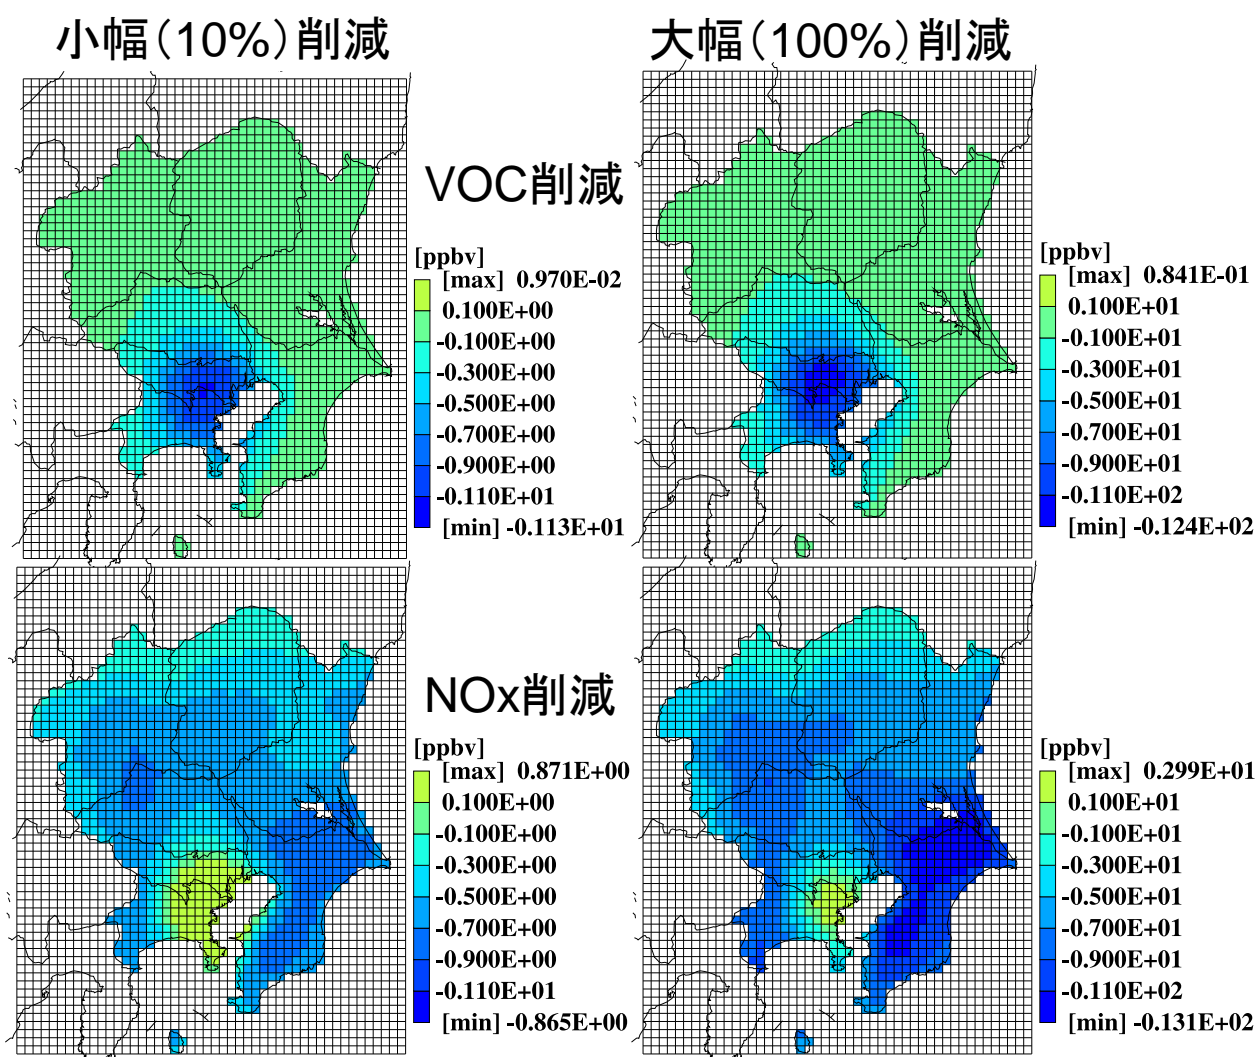 小幅(10%)削減
大幅(100%)削減
VOC削減
[ppbv]
[max] 0.970E-02
0.100E+00
-0.100E+00
-0.300E+00
-0.500E+00
-0.700E+00
-0.900E+00
-0.110E+01
[min] -0.113E+01
[ppbv]
[max] 0.841E-01
0.100E+01
-0.100E+01
-0.300E+01
-0.500E+01
-0.700E+01
-0.900E+01
-0.110E+02
[min] -0.124E+02
NOx削減
[ppbv]
[max] 0.871E+00
0.100E+00
-0.100E+00
-0.300E+00
-0.500E+00
-0.700E+00
-0.900E+00
-0.110E+01
[min] -0.865E+00
[ppbv]
[max] 0.299E+01
0.100E+01
-0.100E+01
-0.300E+01
-0.500E+01
-0.700E+01
-0.900E+01
-0.110E+02
[min] -0.131E+02